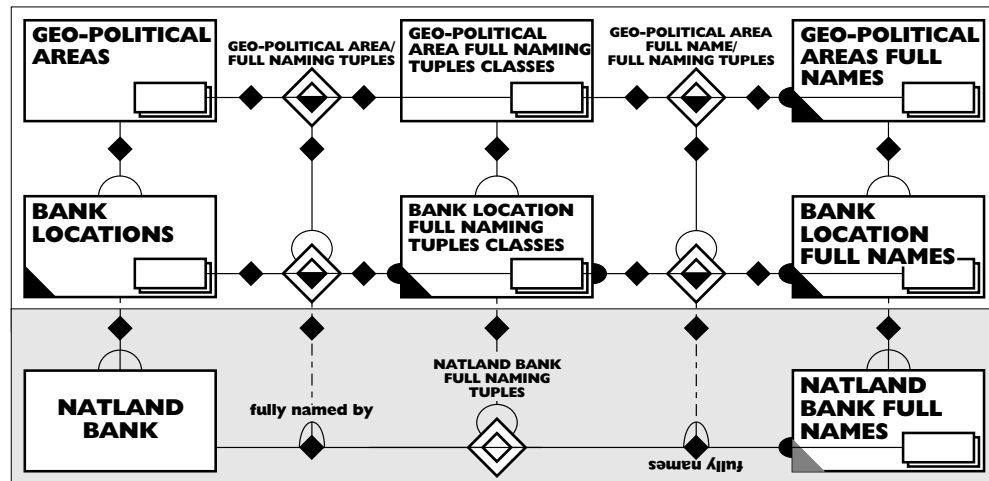 GEO-POLITICAL
AREAS
GEO-POLITICAL AREA/
FULL NAMING TUPLES
GEO-POLITICAL
AREA FULL NAMING
TUPLES CLASSES
GEO-POLITICAL AREA
FULL NAME/
FULL NAMING TUPLES
GEO-POLITICAL
AREAS FULL
NAMES
BANK
LOCATIONS
BANK LOCATION
FULL NAMING
TUPLES CLASSES
BANK
LOCATION
FULL NAMES
NATLAND
BANK
fully named by
NATLAND BANK
FULL NAMING
TUPLES
fully names
NATLAND
BANK FULL
NAMES